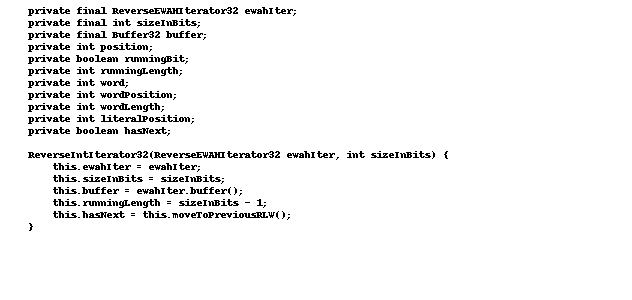 private final ReverseEWAHIterator32 ewahIter;
private final int sizeInBits;
private final Buffer32 buffer;
private int position;
private boolean runningBit;
private int runningLength;
private int word;
private int wordPosition;
private int wordLength;
private int literalPosition;
private boolean hasNext;

ReverseIntIterator32(ReverseEWAHIterator32 ewahIter, int sizeInBits) {
    this.ewahIter = ewahIter;
    this.sizeInBits = sizeInBits;
    this.buffer = ewahIter.buffer();
    this.runningLength = sizeInBits - 1;
    this.hasNext = this.moveToPreviousRLW();
}